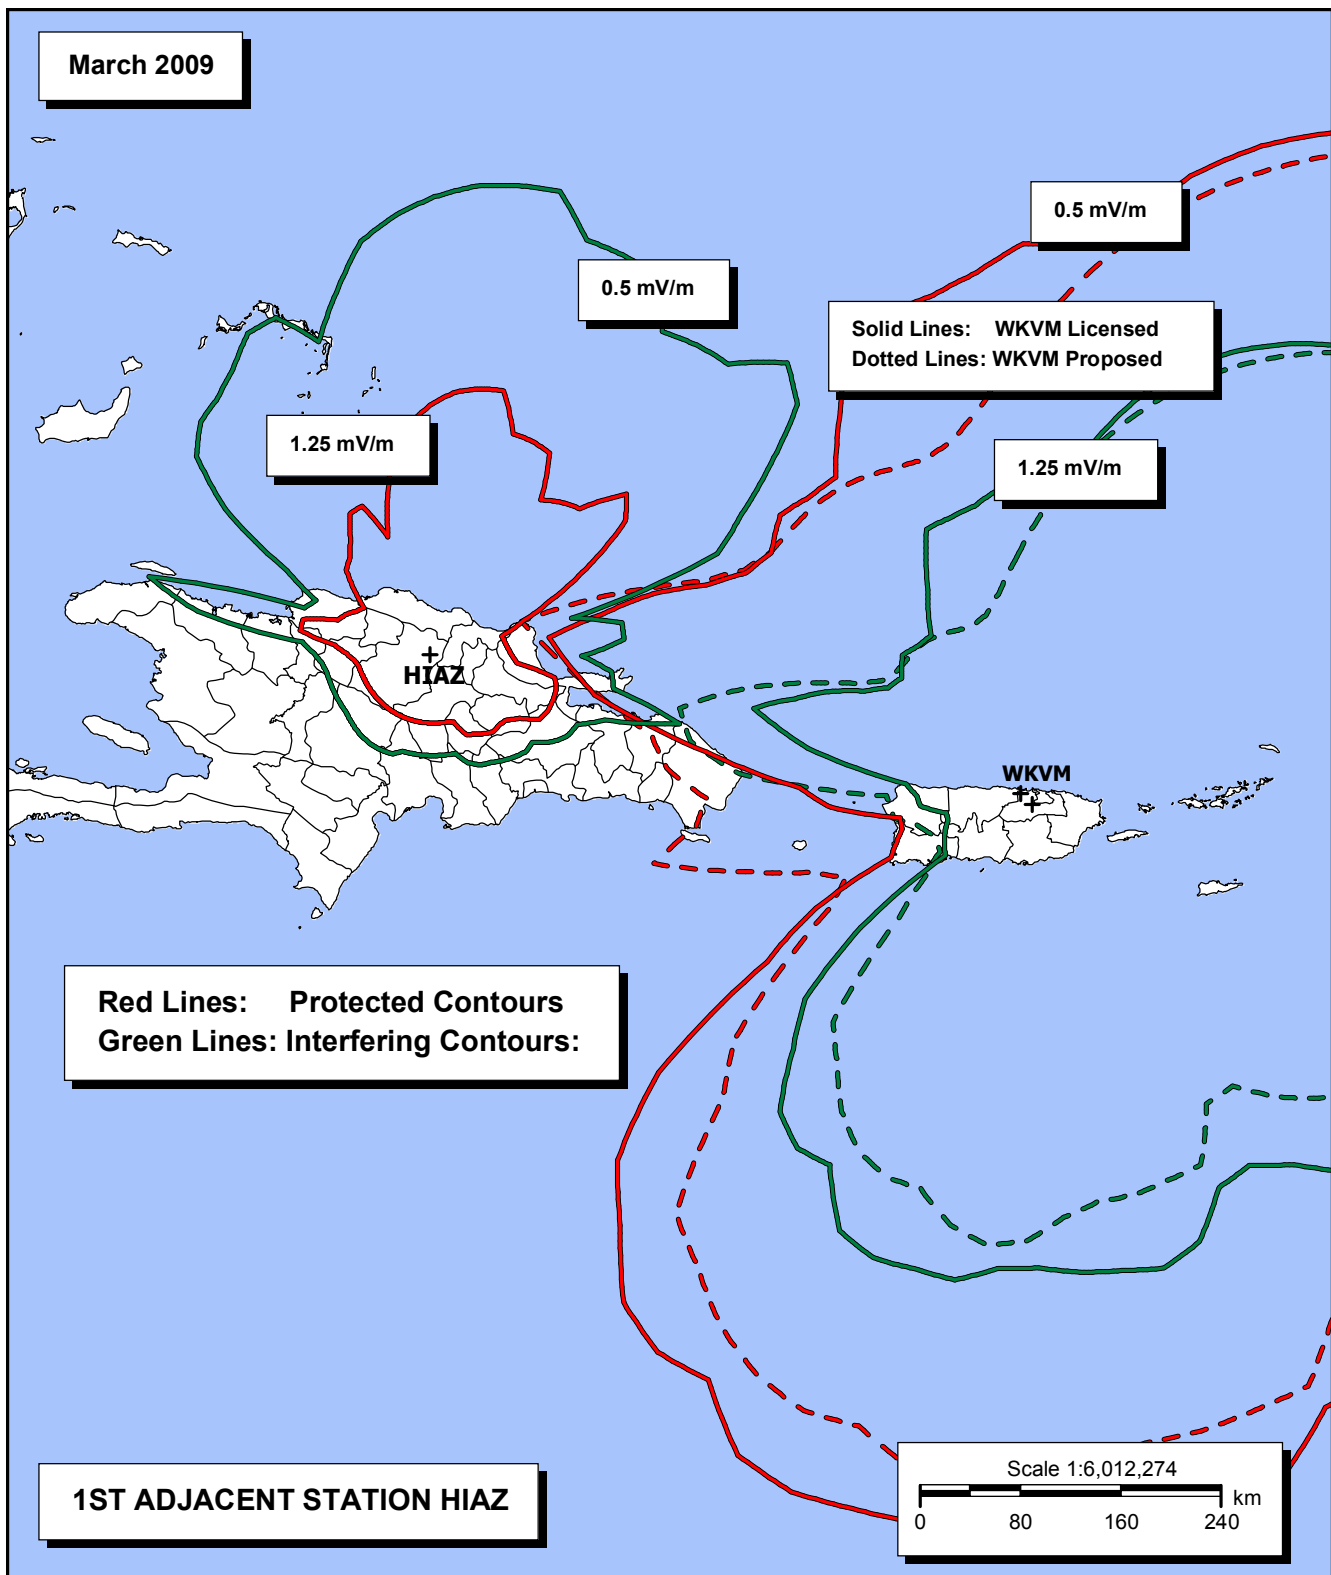 March 2009
0.5 mV/m
0.5 mV/m
Solid Lines: WKVM Licensed
Dotted Lines: WKVM Proposed
1.25 mV/m
1.25 mV/m
HIAZ
WKVM
Red Lines: Protected Contours
Green Lines: Interfering Contours:
1ST ADJACENT STATION HIAZ
Scale 1:6,012,274
km
0 80 160 240